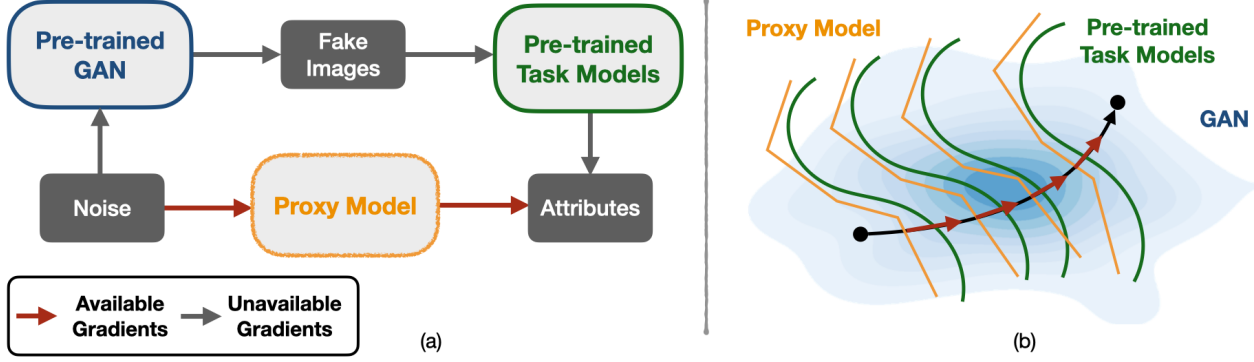 Pre-trained
GAN
Fake
Images
Pre-trained
Task Models
Noise
Proxy Model
Attributes
Available
Gradients
Unavailable
Gradients
(a)
Proxy Model
Pre-trained
Task Models
GAN
(b)